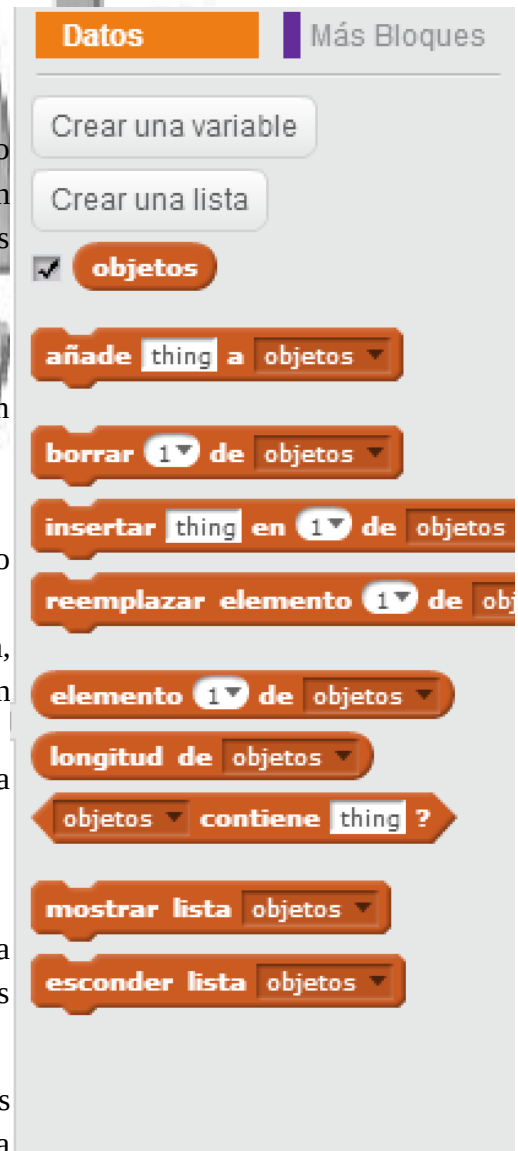 Datos Más Bloques
Crear una variable
Crear una lista
objetos
añade thing a objetos
borrar 1 de objetos
insertar thing en 1 de objetos
reemplazar elemento 1 de
elemento 1 de objetos
longitud de objetos
objetos contiene thing ?
mostrar lista objetos
esconder lista objetos